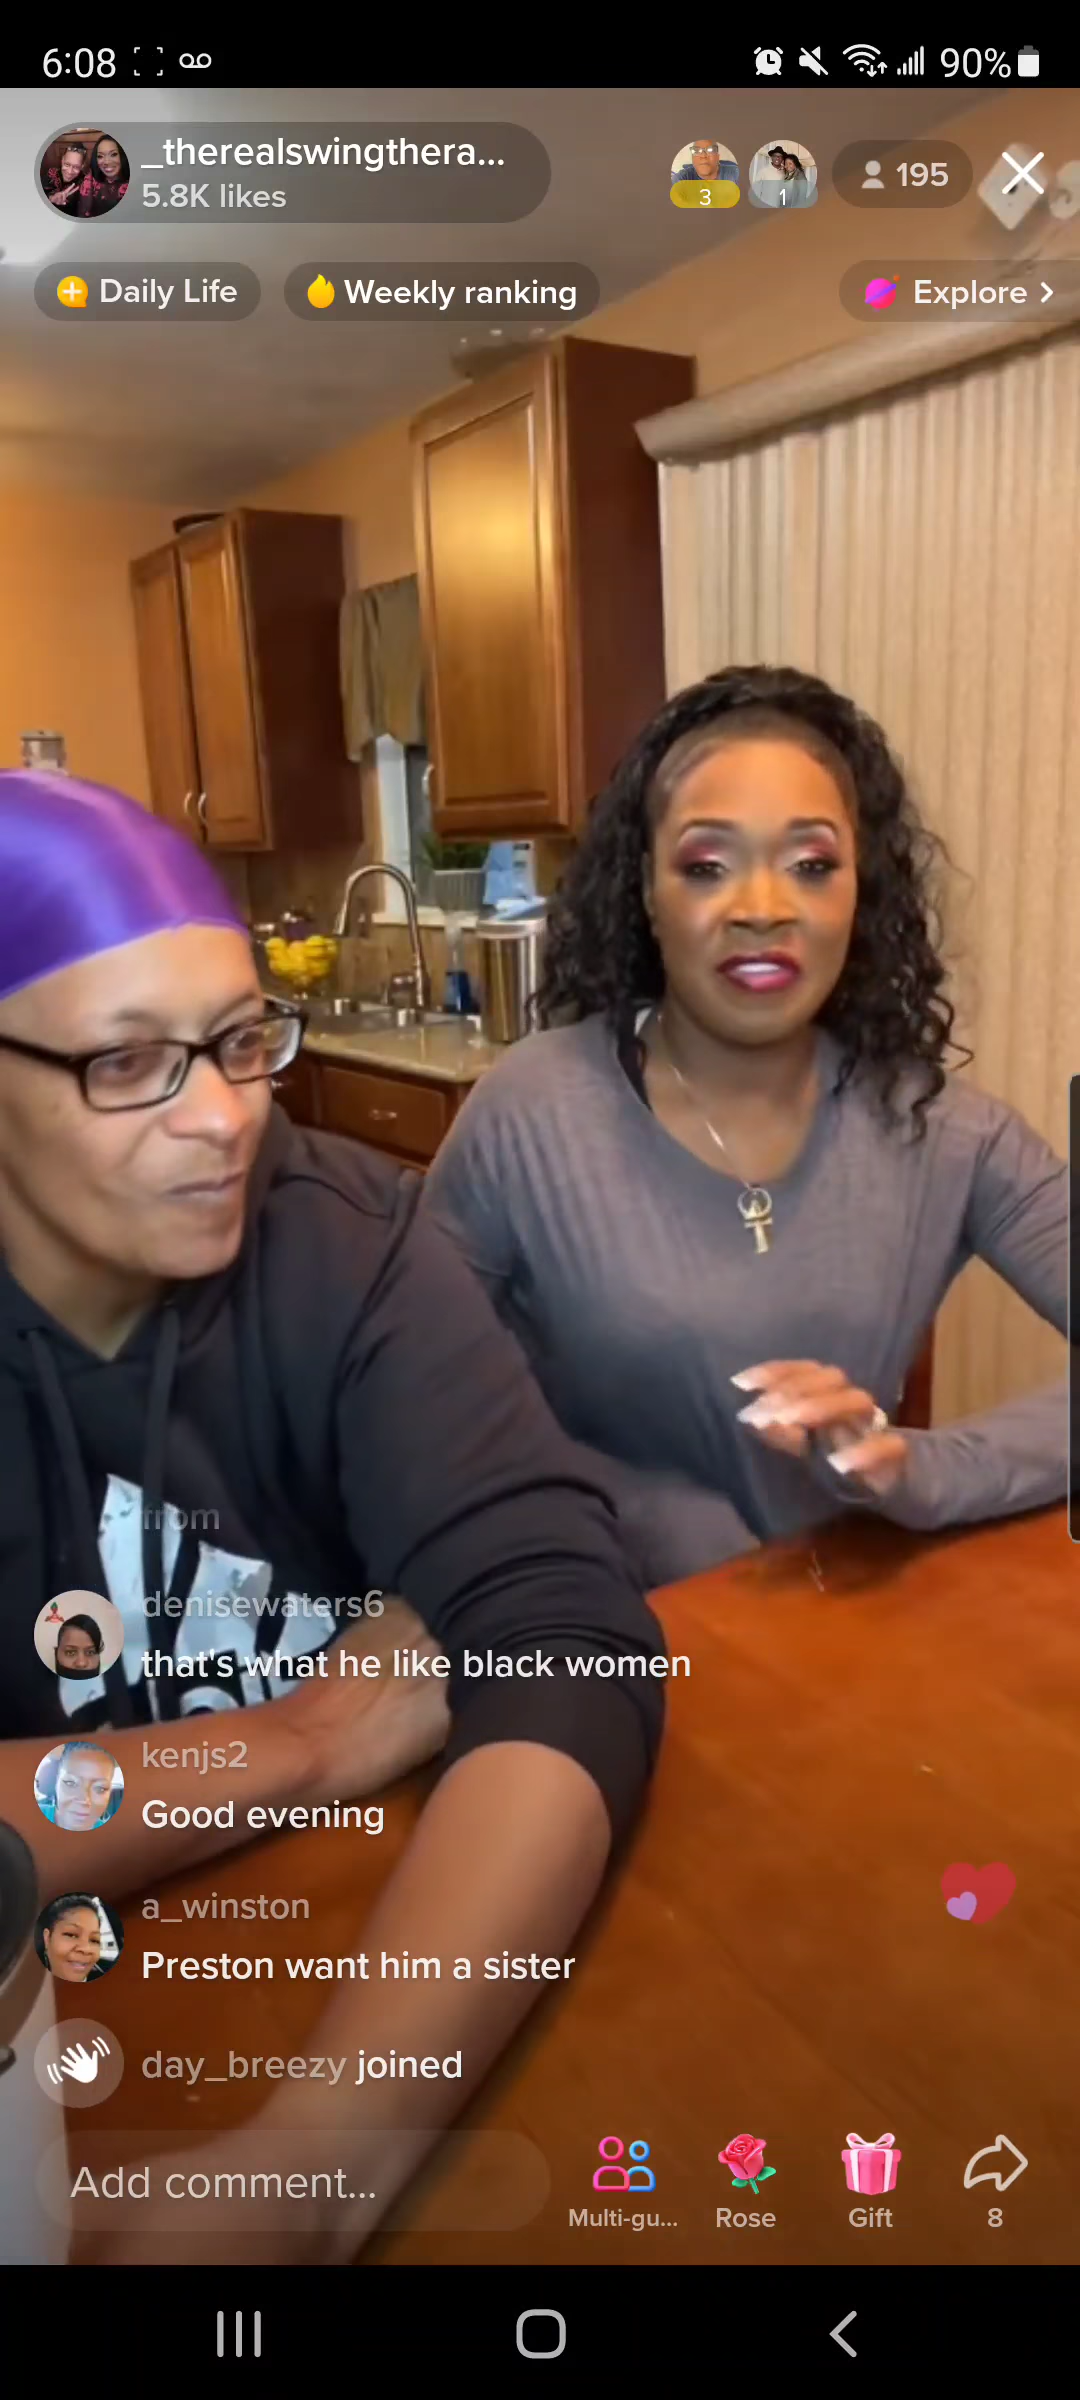 6:08
90%
_therealswingthera...
5.8K likes
3
1
195
Daily Life
Weekly ranking
Explore
from
denisewaters6
that's what he like black women
kenjs2
Good evening
a_winston
Preston want him a sister
day_breezy joined
Add comment...
Multi-gu...
Rose
Gift
8